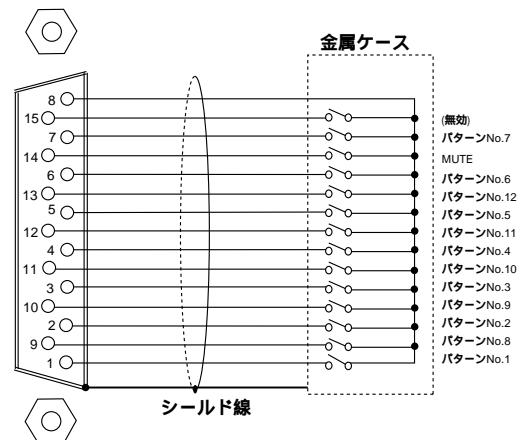 金属ケース
8
15 (無効)
7 パターンNo.7
14 MUTE
6 パターンNo.6
13 パターンNo.12
5 パターンNo.5
12 パターンNo.11
4 パターンNo.4
11 パターンNo.10
3 パターンNo.3
10 パターンNo.9
2 パターンNo.2
9 パターンNo.8
1 パターンNo.1
シールド線